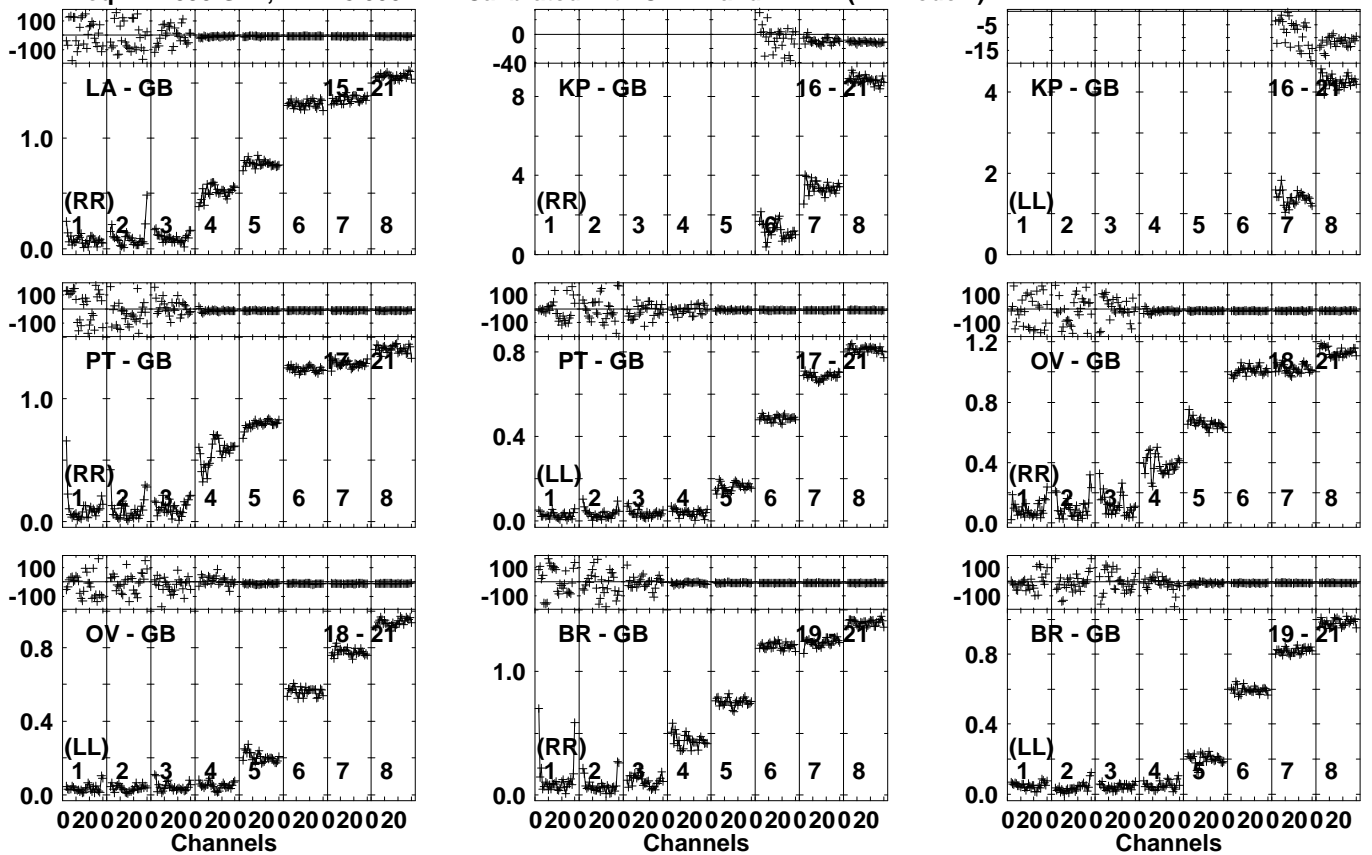 100
-100
LA - GB 15 - 21
1.0
(RR)
0.0
1 2 3 4 5 6 7 8
0
-40
KP - GB 16 - 21
8
4
(RR)
0
1 2 3 4 5 6 7 8
-5
-15
KP - GB 16 - 21
4
2
(LL)
0
1 2 3 4 5 6 7 8
100
-100
PT - GB 17 - 21
1.0
(RR)
0.0
1 2 3 4 5 6 7 8
100
-100
PT - GB 17 - 21
0.8
0.4
(LL)
0.0
1 2 3 4 5 6 7 8
100
-100
1.2
OV - GB 18 - 21
0.8
0.4
(RR)
0.0
1 2 3 4 5 6 7 8
100
-100
OV - GB 18 - 21
0.8
0.4
(LL)
0.0
1 2 3 4 5 6 7 8
0 20 0 20 0 20 0 20 0 20 0 20 0 20 0 20
Channels
100
-100
BR - GB 19 - 21
1.0
(RR)
0.0
1 2 3 4 5 6 7 8
0 20 0 20 0 20 0 20 0 20 0 20 0 20 0 20
Channels
100
-100
BR - GB 19 - 21
0.8
0.4
(LL)
0.0
1 2 3 4 5 6 7 8
0 20 0 20 0 20 0 20 0 20 0 20 0 20 0 20
Channels